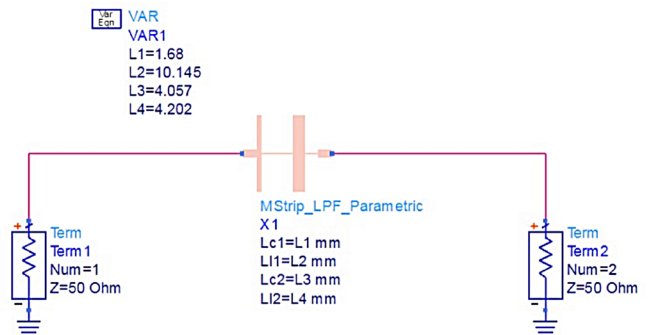 Var
Eqn
VAR
VAR1
L1=1.68
L2=10.145
L3=4.057
L4=4.202
MStrip_LPF_Parametric
X1
Lc1=L1 mm
Ll1=L2 mm
Lc2=L3 mm
Ll2=L4 mm
+
Term
Term1
Num=1
Z=50 Ohm
-
+
Term
Term2
Num=2
Z=50 Ohm
-